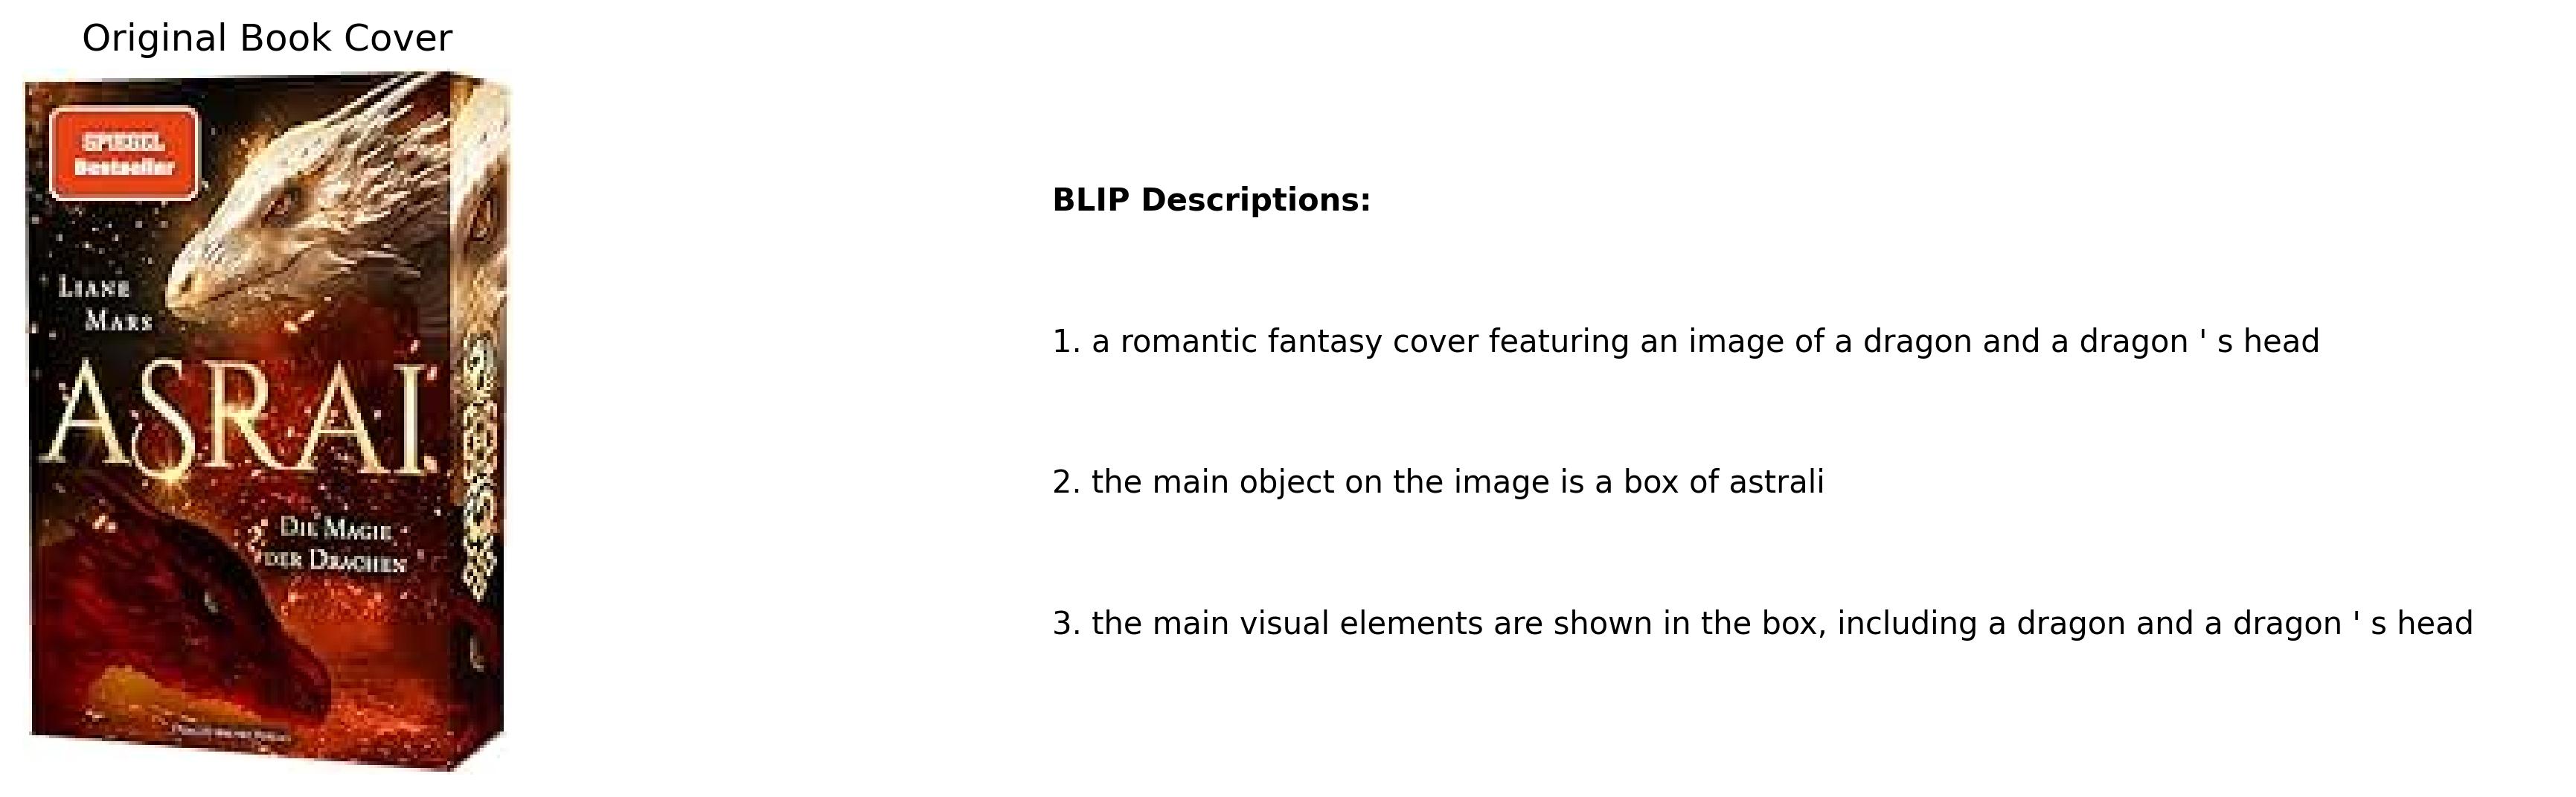 Original Book Cover
SPIEGEL
Bestseller
LIANE
MARS
ASRAI
DIE MAGIE
DER DRACHEN
BLIP Descriptions:
1. a romantic fantasy cover featuring an image of a dragon and a dragon ' s head
2. the main object on the image is a box of astrali
3. the main visual elements are shown in the box, including a dragon and a dragon ' s head